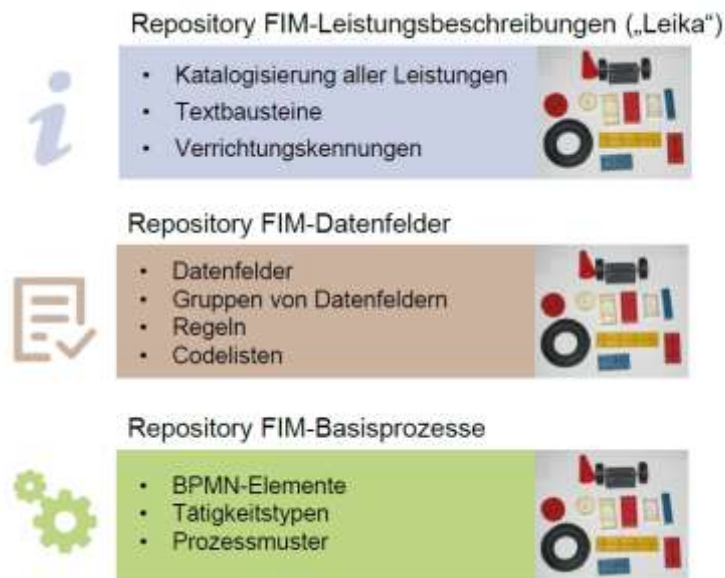 Repository FIM-Leistungsbeschreibungen („Leika“)
• Katalogisierung aller Leistungen
• Textbausteine
• Verrichtungskennungen
Repository FIM-Datenfelder
• Datenfelder
• Gruppen von Datenfeldern
• Regeln
• Codelisten
Repository FIM-Basisprozesse
• BPMN-Elemente
• Tätigkeitstypen
• Prozessmuster